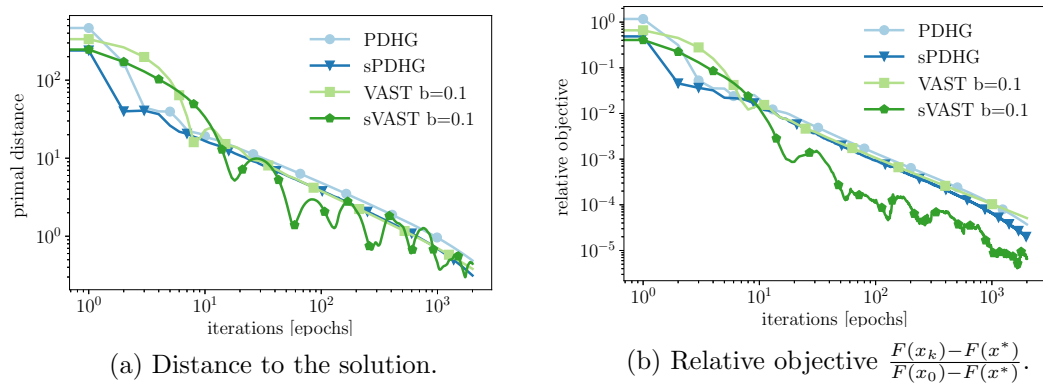 PDHG
sPDHG
VAST b=0.1
sVAST b=0.1
10^2
10^1
10^0
primal distance
10^0 10^1 10^2 10^3
iterations [epochs]
(a) Distance to the solution.
PDHG
sPDHG
VAST b=0.1
sVAST b=0.1
10^0
10^{-1}
10^{-2}
10^{-3}
10^{-4}
10^{-5}
relative objective
10^0 10^1 10^2 10^3
iterations [epochs]
(b) Relative objective \frac{F(x_k)-F(x^*)}{F(x_0)-F(x^*)}.